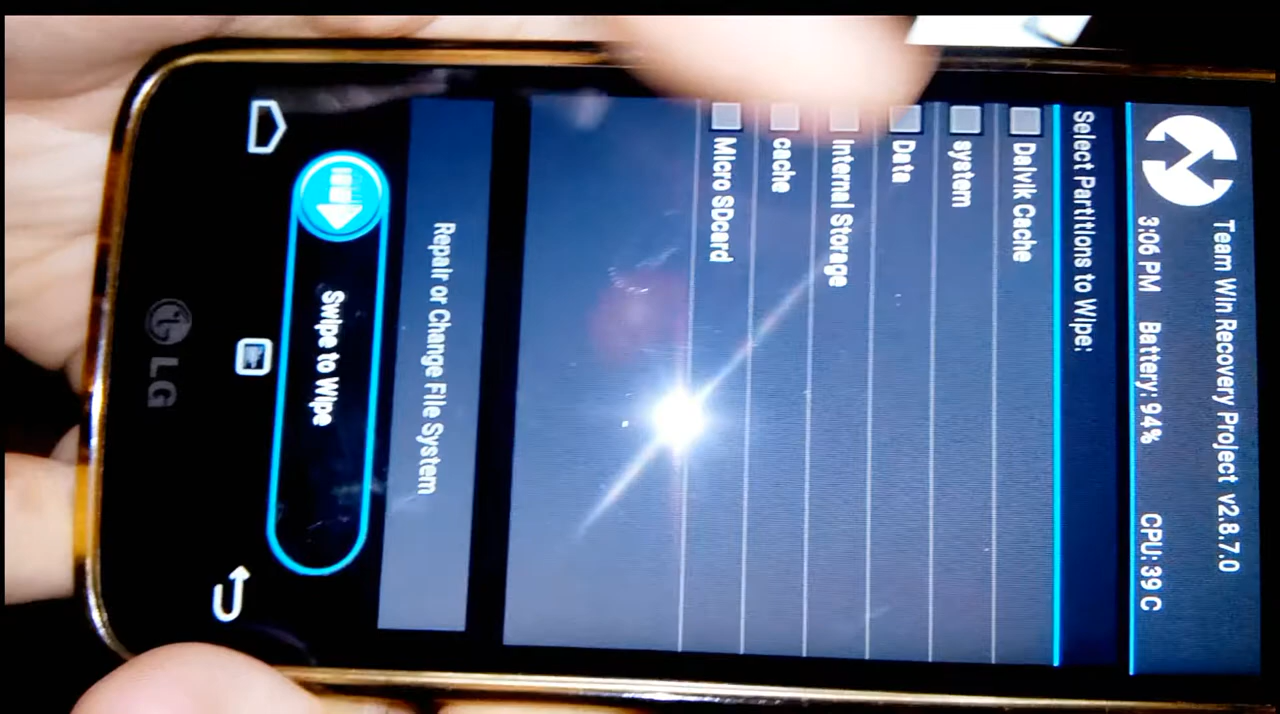 Team Win Recovery Project v2.8.7.0
3:06 PM Battery: 94% CPU: 39 C
Select Partitions to Wipe:
Dalvik Cache
system
Data
Internal Storage
cache
Micro SDcard
Repair or Change File System
Swipe to Wipe
LG